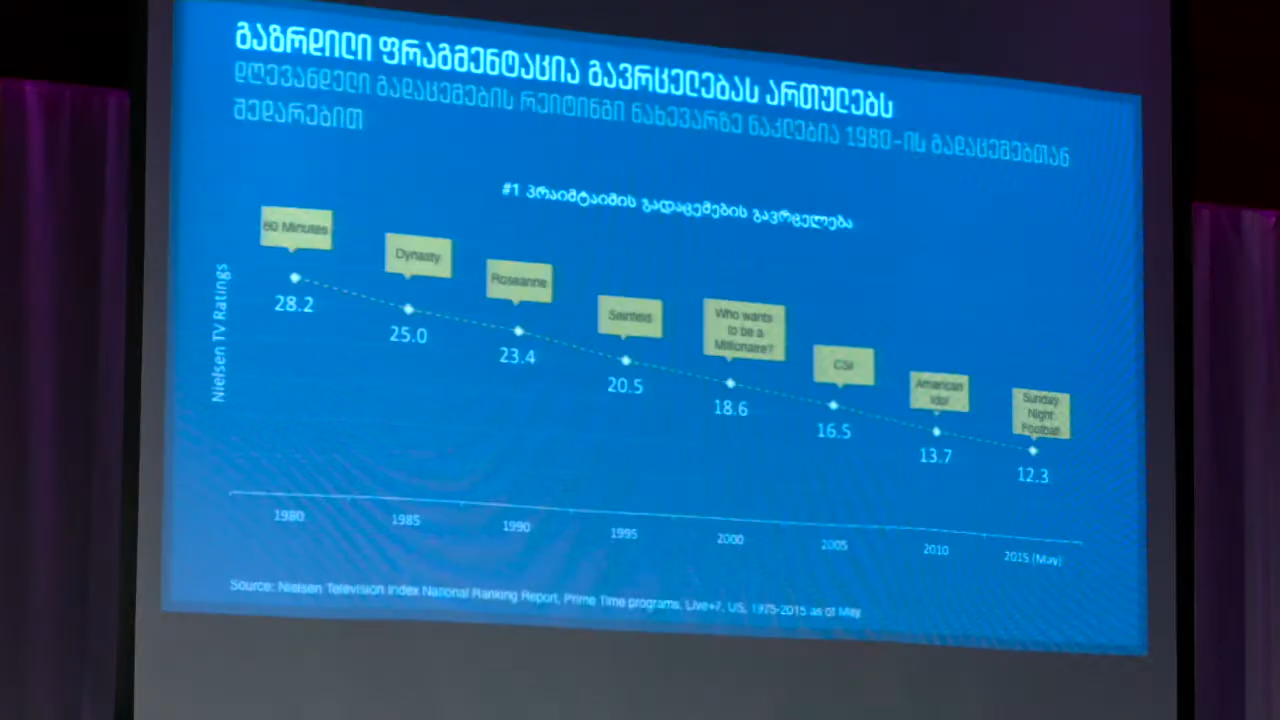 გაზრდილი ფრაგმენტაცია გავრცელებას ართულებს
დღევანდელი გადაცემების რეიტინგი ნახევარზე ნაკლებია 1980-ის გადაცემებთან
შედარებით
#1 პრაიმტაიმის გადაცემების გავრცელება
Nielsen TV Ratings
60 Minutes
Dynasty
Roseanne
Seinfeld
Who wants
to be a
Millionaire?
CSI
American
Idol
Sunday
Night
Football
28.2
25.0
23.4
20.5
18.6
16.5
13.7
12.3
1980
1985
1990
1995
2000
2005
2010
2015 (May)
Source: Nielsen Television Index National Ranking Report, Prime Time programs, Live+7, US, 1975-2015 as of May